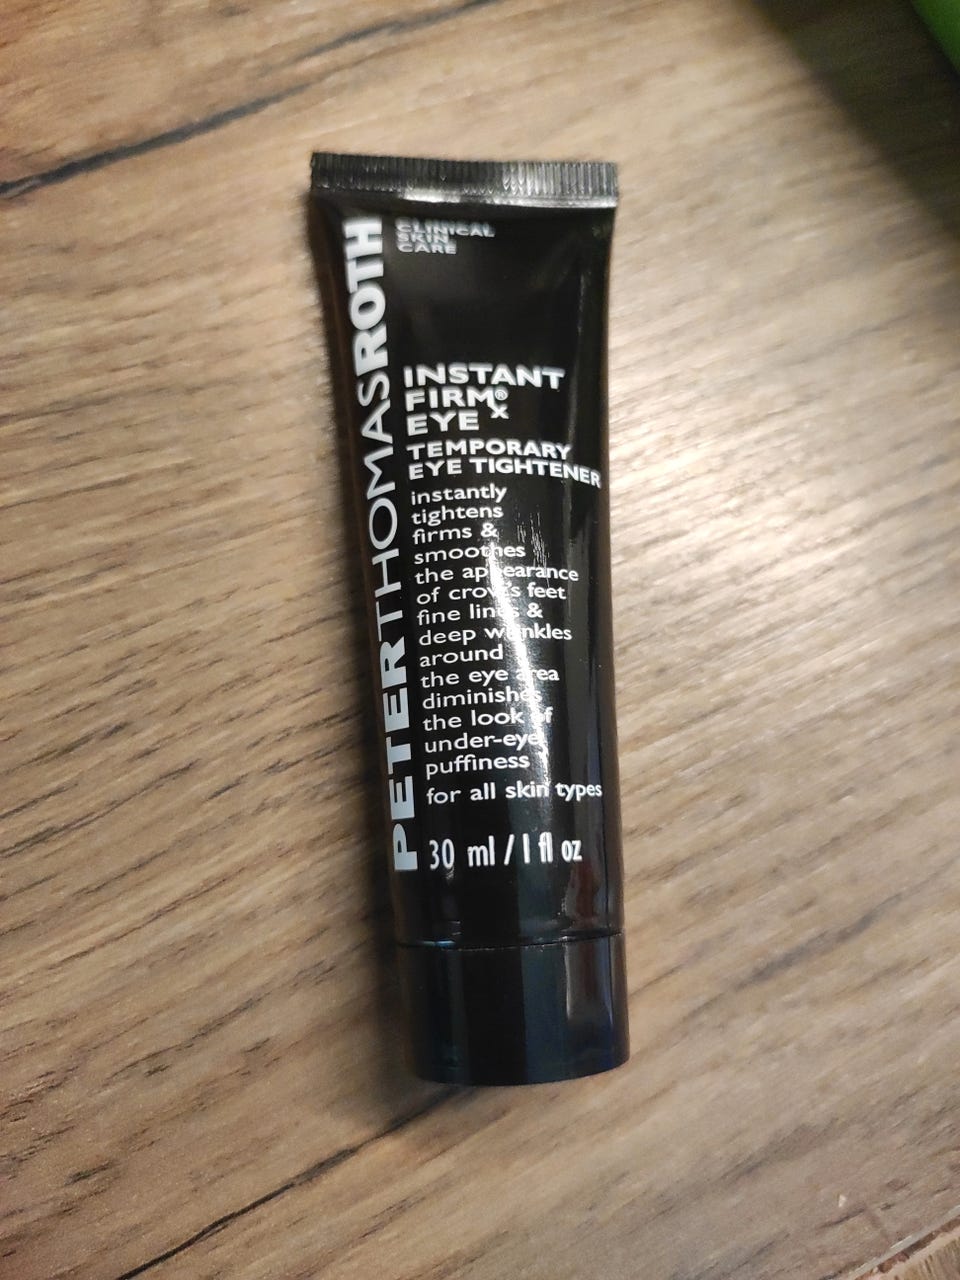 PETERTHOMASROTH
CLINICAL
SKIN
CARE
INSTANT
FIRMx®
EYE
TEMPORARY
EYE TIGHTENER
instantly
tightens
firms &
smoothes
the appearance
of crow's feet
fine lines &
deep wrinkles
around
the eye area
diminishes
the look of
under-eye
puffiness
for all skin types
30 ml / 1 fl oz